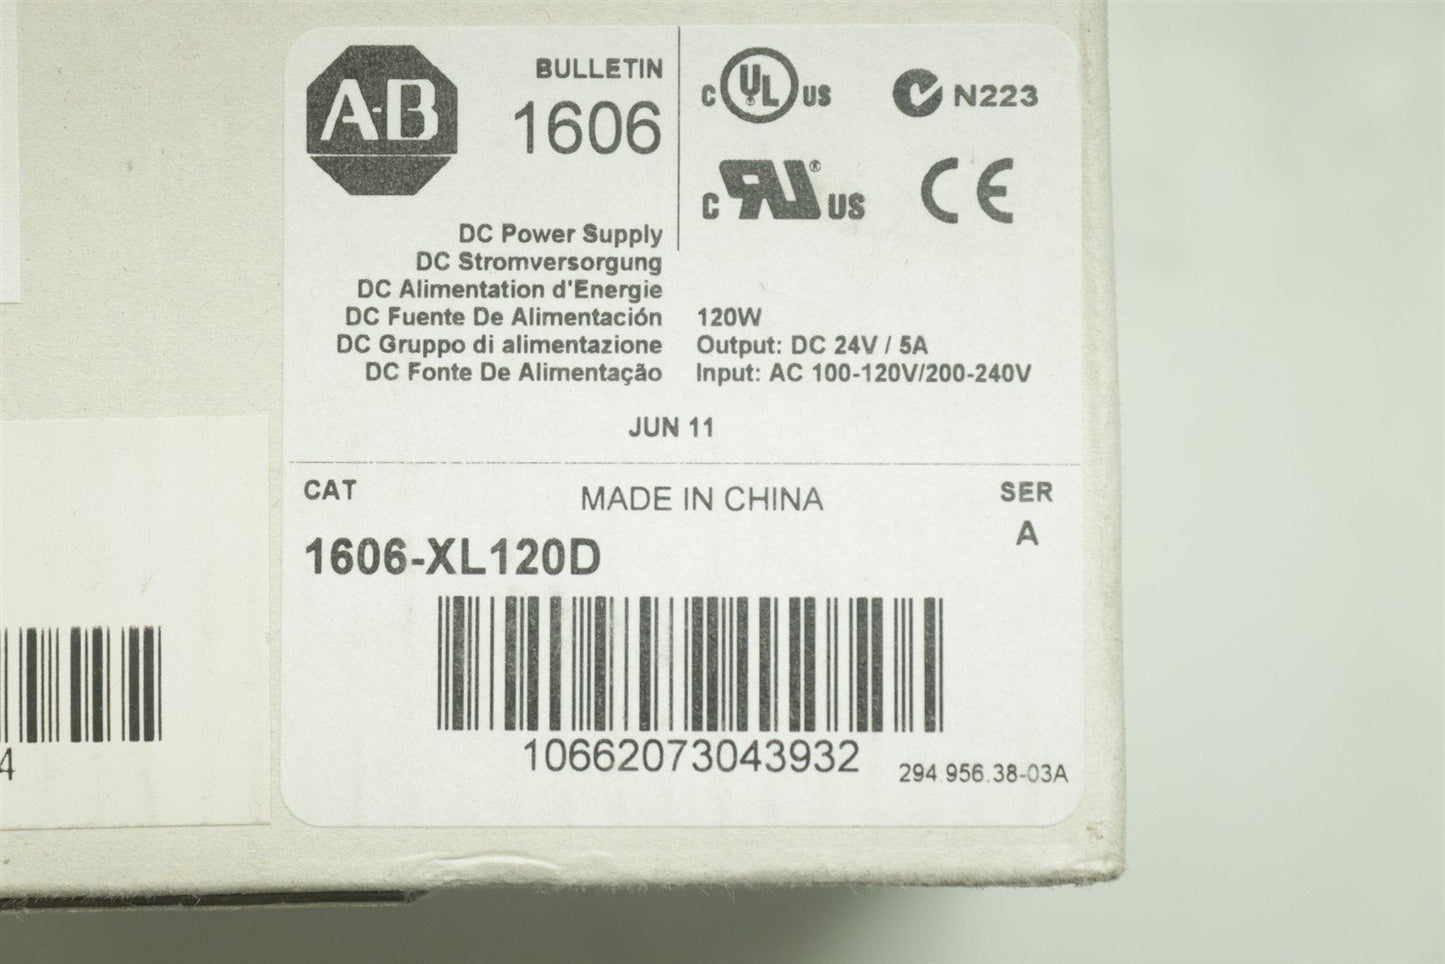 A-B
BULLETIN
1606
DC Power Supply
DC Stromversorgung
DC Alimentation d'Energie
DC Fuente De Alimentación
DC Gruppo di alimentazione
DC Fonte De Alimentação
C UL US
N223
C RU® US
CE
120W
Output: DC 24V / 5A
Input: AC 100-120V/200-240V
JUN 11
CAT
MADE IN CHINA
SER
A
1606-XL120D
10662073043932
294.956.38-03A
4